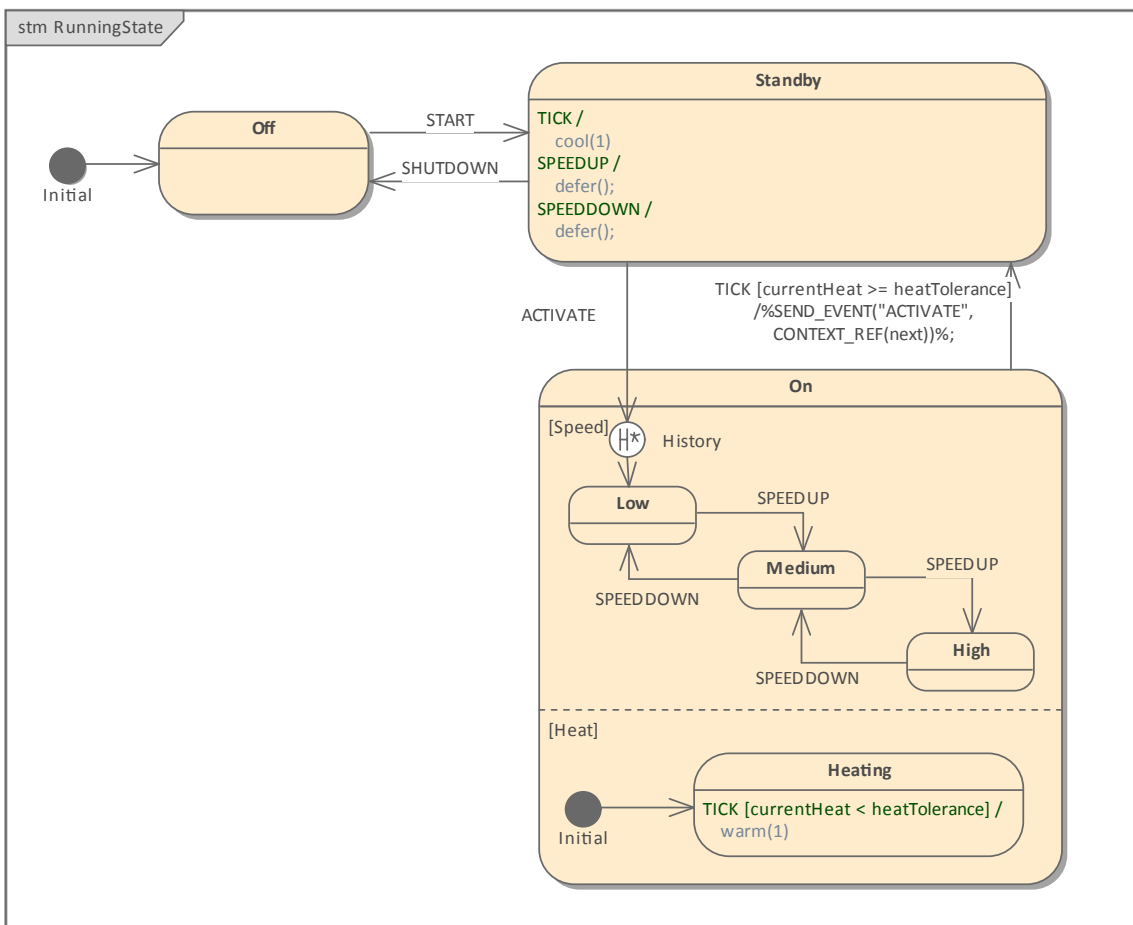 stm RunningState
Standby
Off
START
TICK /
cool(1)
SPEEDUP /
defer();
SPEEDDOWN /
defer();
SHUTDOWN
Initial
TICK [currentHeat >= heatTolerance]
/%SEND_EVENT("ACTIVATE",
CONTEXT_REF(next))%;
ACTIVATE
On
[Speed]
H*
History
Low
SPEEDUP
Medium
SPEEDUP
SPEEDDOWN
High
SPEEDDOWN
[Heat]
Heating
TICK [currentHeat < heatTolerance] /
warm(1)
Initial